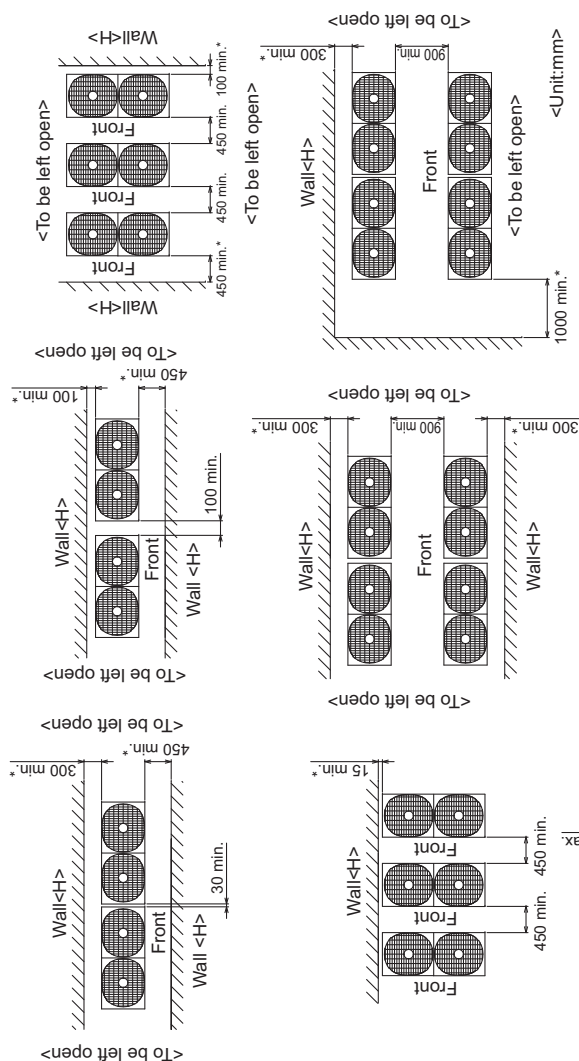 <To be left open>
Wall<H>
450 min.*
Front
450 min.
Front
450 min.
Front
100 min.*
Wall<H>
<To be left open>
<To be left open>
300 min.*
900 min.
Wall<H>
Front
<To be left open>
1000 min.*
<Unit:mm>
<To be left open>
100 min.*
450 min.*
Wall<H>
Front
Wall <H>
100 min.
<To be left open>
<To be left open>
300 min.*
900 min.
300 min.*
Wall<H>
Front
Wall<H>
<To be left open>
<To be left open>
300 min.*
450 min.*
Wall<H>
Front
Wall <H>
30 min.
15 min.*
Wall<H>
Front
450 min.
Front
450 min.
Front
ax.